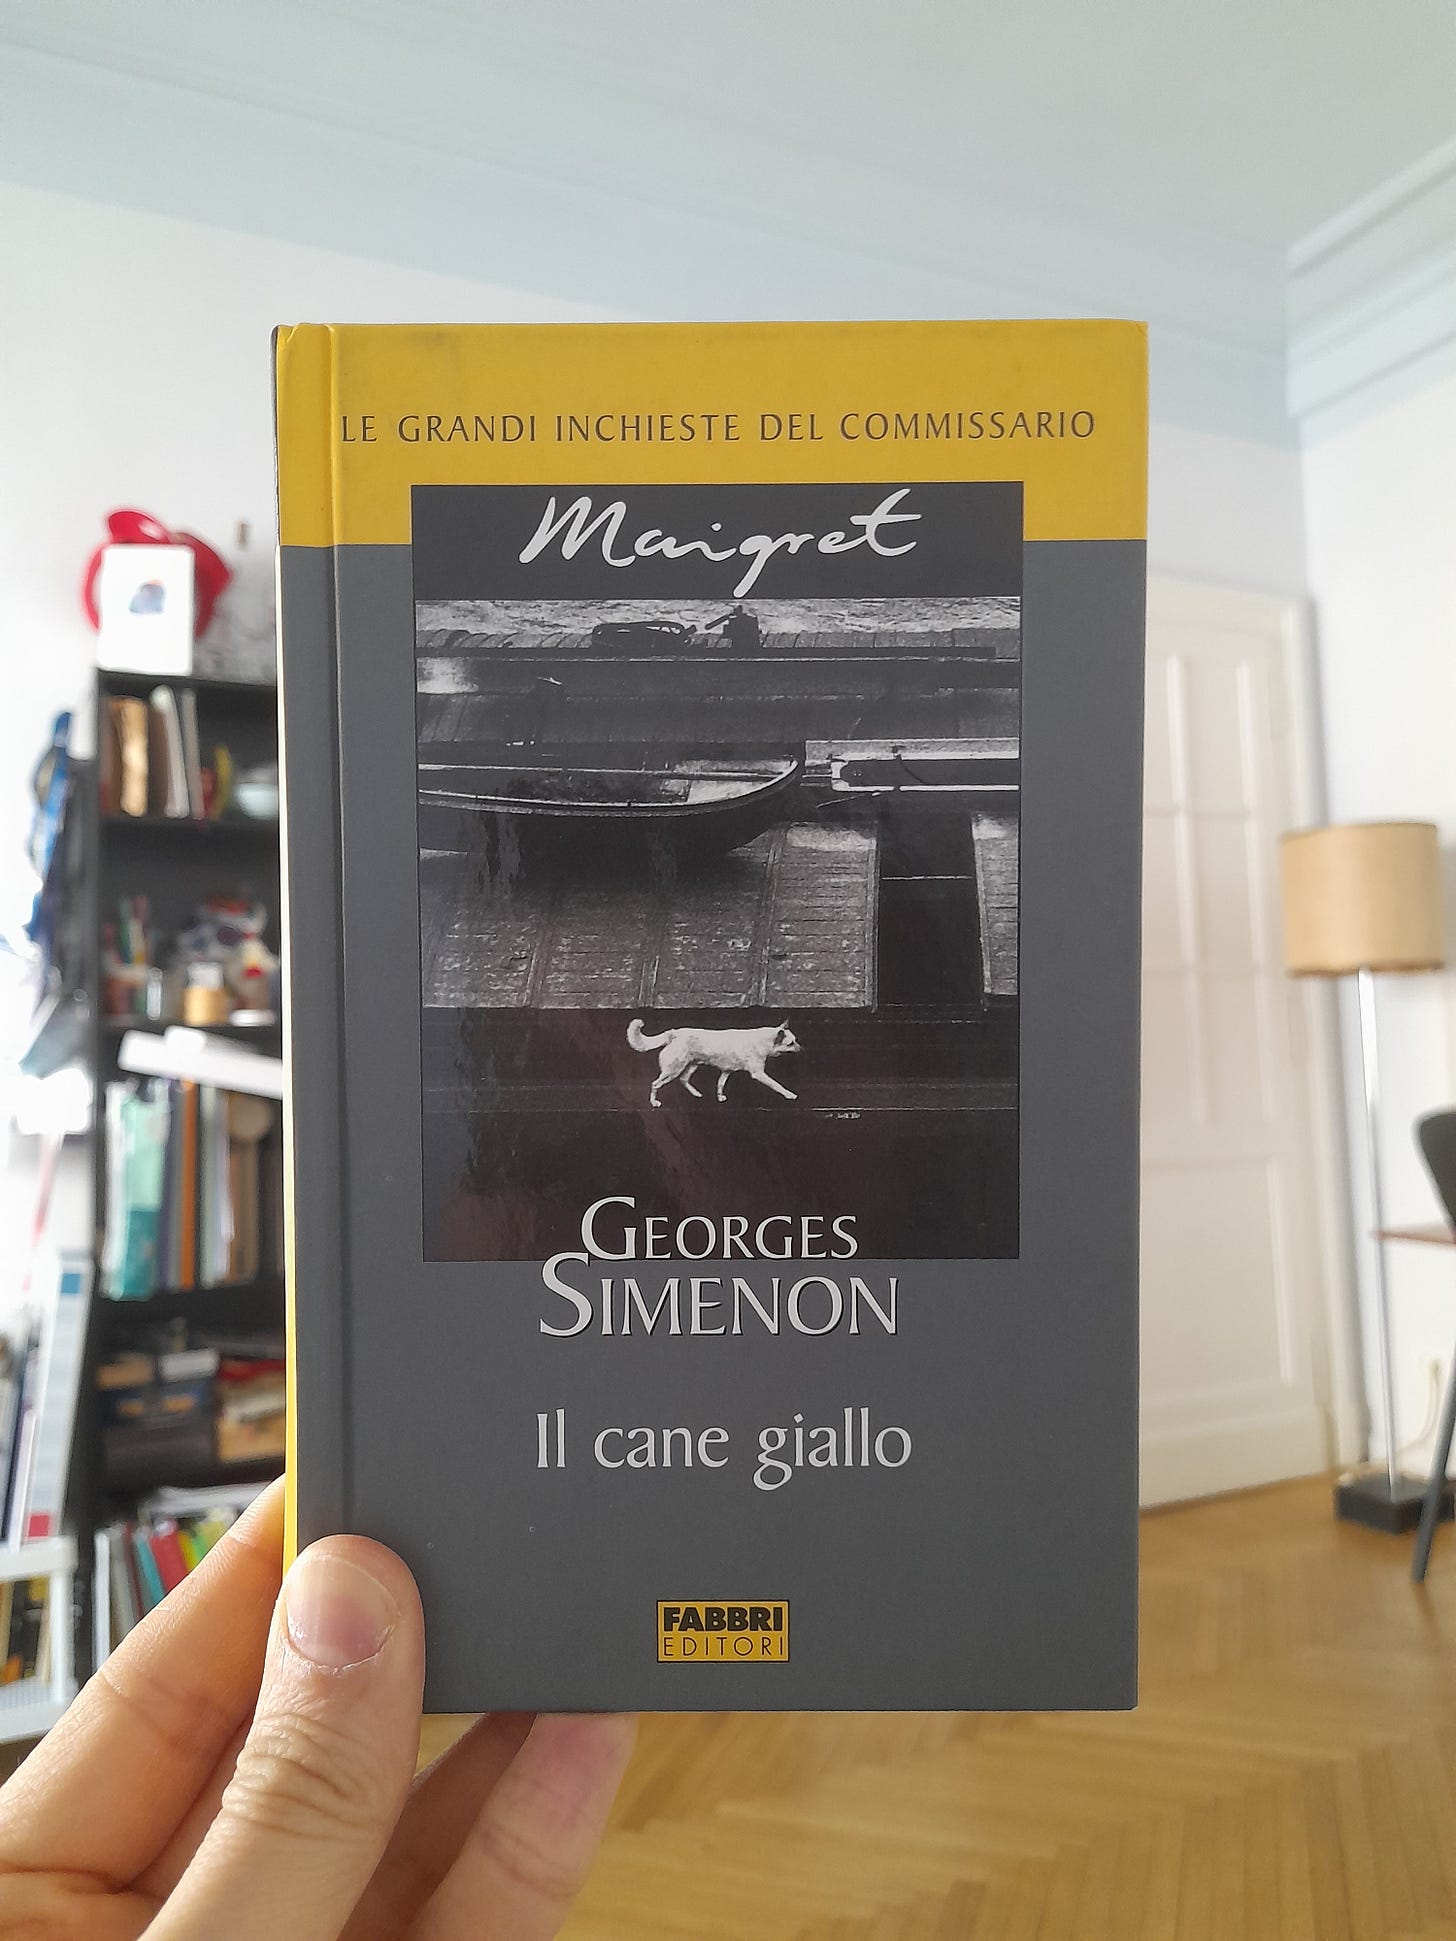 LE GRANDI INCHIESTE DEL COMMISSARIO
Maigret
GEORGES
SIMENON
Il cane giallo
FABBRI
EDITORI